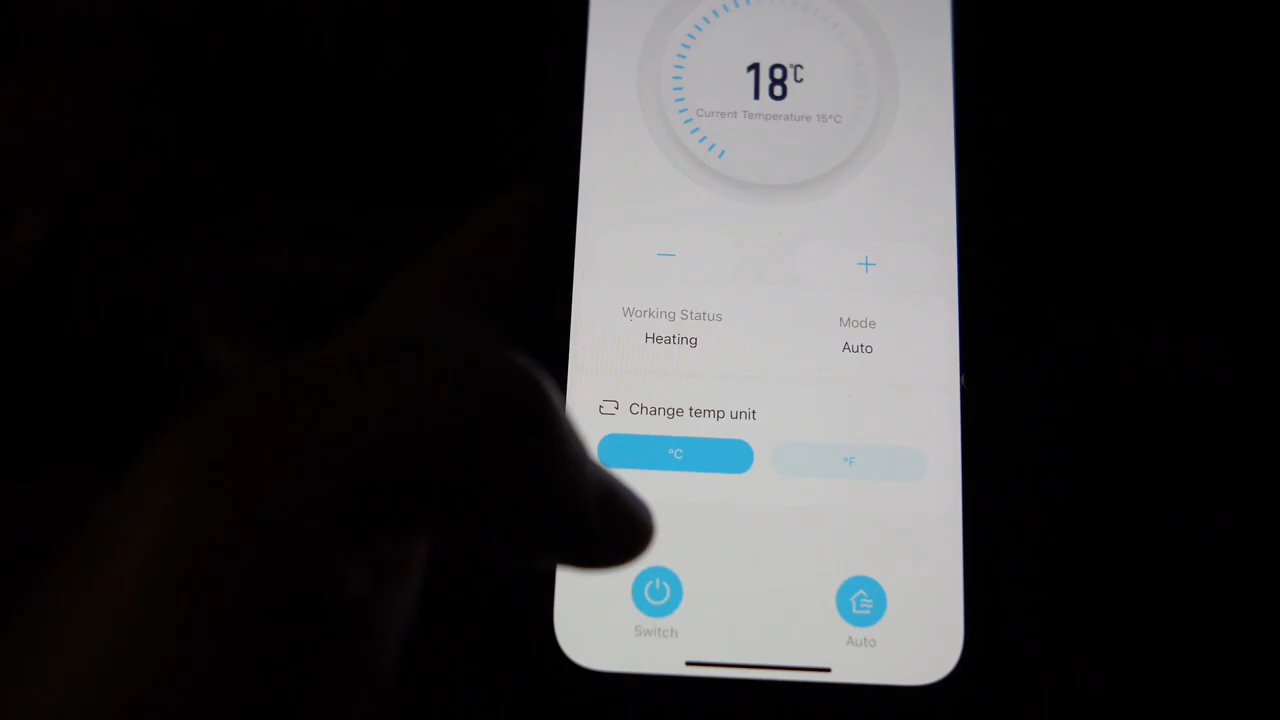 18°C
Current Temperature 15°C
Working Status
Mode
Heating
Auto
Change temp unit
°C
°F
Switch
Auto